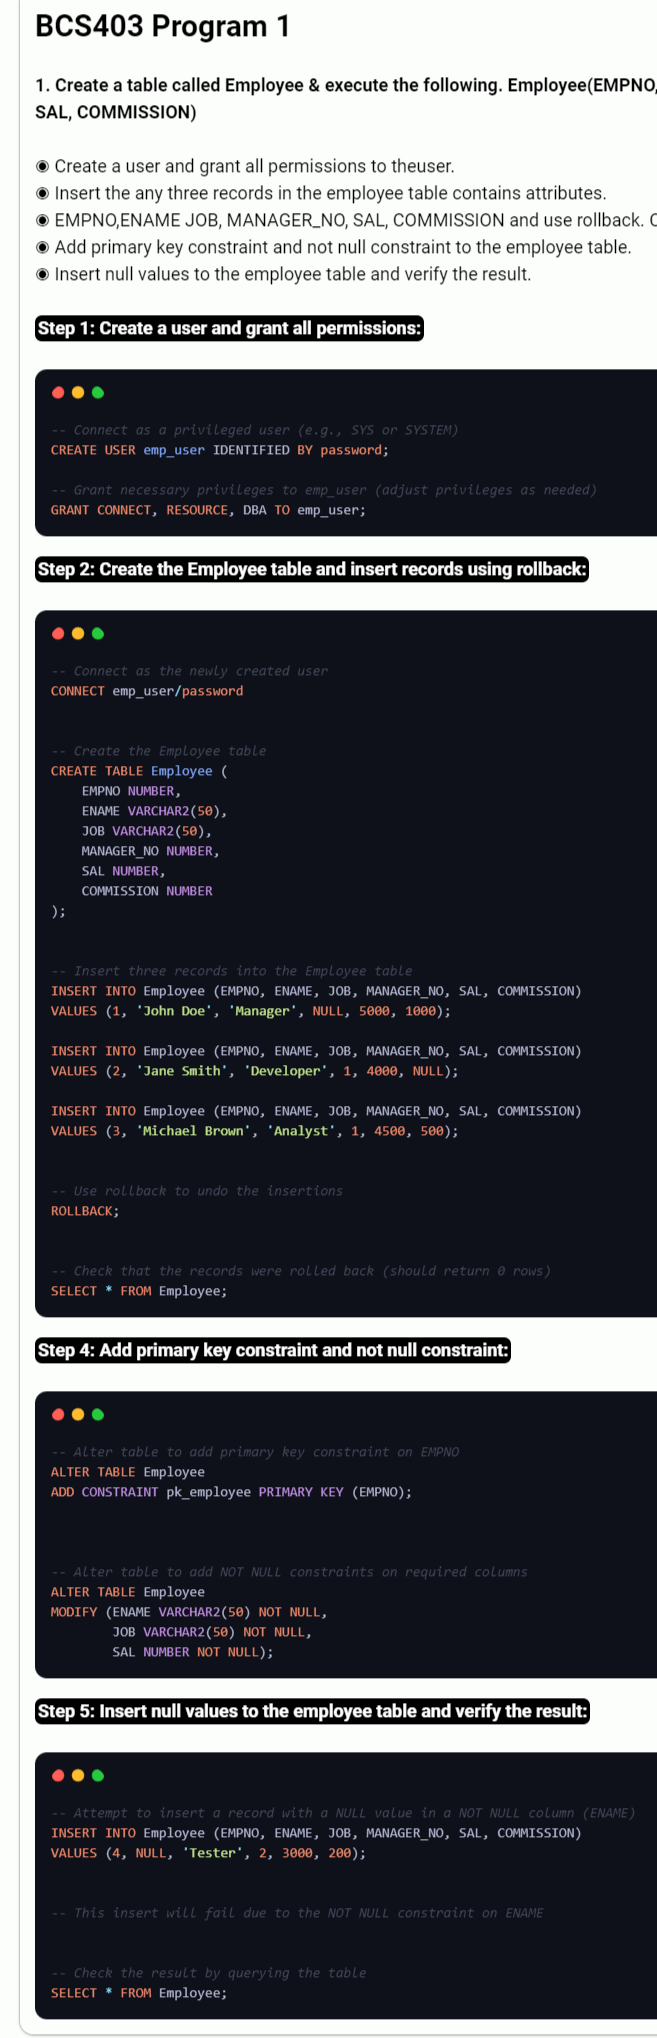 BCS403 Program 1
1. Create a table called Employee & execute the following. Employee(EMPNO,
SAL, COMMISSION)
◉ Create a user and grant all permissions to theuser.
◉ Insert the any three records in the employee table contains attributes.
◉ EMPNO,ENAME JOB, MANAGER_NO, SAL, COMMISSION and use rollback. C
◉ Add primary key constraint and not null constraint to the employee table.
◉ Insert null values to the employee table and verify the result.
Step 1: Create a user and grant all permissions:
-- Connect as a privileged user (e.g., SYS or SYSTEM)
CREATE USER emp_user IDENTIFIED BY password;
-- Grant necessary privileges to emp_user (adjust privileges as needed)
GRANT CONNECT, RESOURCE, DBA TO emp_user;
Step 2: Create the Employee table and insert records using rollback:
-- Connect as the newly created user
CONNECT emp_user/password
-- Create the Employee table
CREATE TABLE Employee (
    EMPNO NUMBER,
    ENAME VARCHAR2(50),
    JOB VARCHAR2(50),
    MANAGER_NO NUMBER,
    SAL NUMBER,
    COMMISSION NUMBER
);
-- Insert three records into the Employee table
INSERT INTO Employee (EMPNO, ENAME, JOB, MANAGER_NO, SAL, COMMISSION)
VALUES (1, 'John Doe', 'Manager', NULL, 5000, 1000);
INSERT INTO Employee (EMPNO, ENAME, JOB, MANAGER_NO, SAL, COMMISSION)
VALUES (2, 'Jane Smith', 'Developer', 1, 4000, NULL);
INSERT INTO Employee (EMPNO, ENAME, JOB, MANAGER_NO, SAL, COMMISSION)
VALUES (3, 'Michael Brown', 'Analyst', 1, 4500, 500);
-- Use rollback to undo the insertions
ROLLBACK;
-- Check that the records were rolled back (should return 0 rows)
SELECT * FROM Employee;
Step 4: Add primary key constraint and not null constraint:
-- Alter table to add primary key constraint on EMPNO
ALTER TABLE Employee
ADD CONSTRAINT pk_employee PRIMARY KEY (EMPNO);
-- Alter table to add NOT NULL constraints on required columns
ALTER TABLE Employee
MODIFY (ENAME VARCHAR2(50) NOT NULL,
        JOB VARCHAR2(50) NOT NULL,
        SAL NUMBER NOT NULL);
Step 5: Insert null values to the employee table and verify the result:
-- Attempt to insert a record with a NULL value in a NOT NULL column (ENAME)
INSERT INTO Employee (EMPNO, ENAME, JOB, MANAGER_NO, SAL, COMMISSION)
VALUES (4, NULL, 'Tester', 2, 3000, 200);
-- This insert will fail due to the NOT NULL constraint on ENAME
-- Check the result by querying the table
SELECT * FROM Employee;